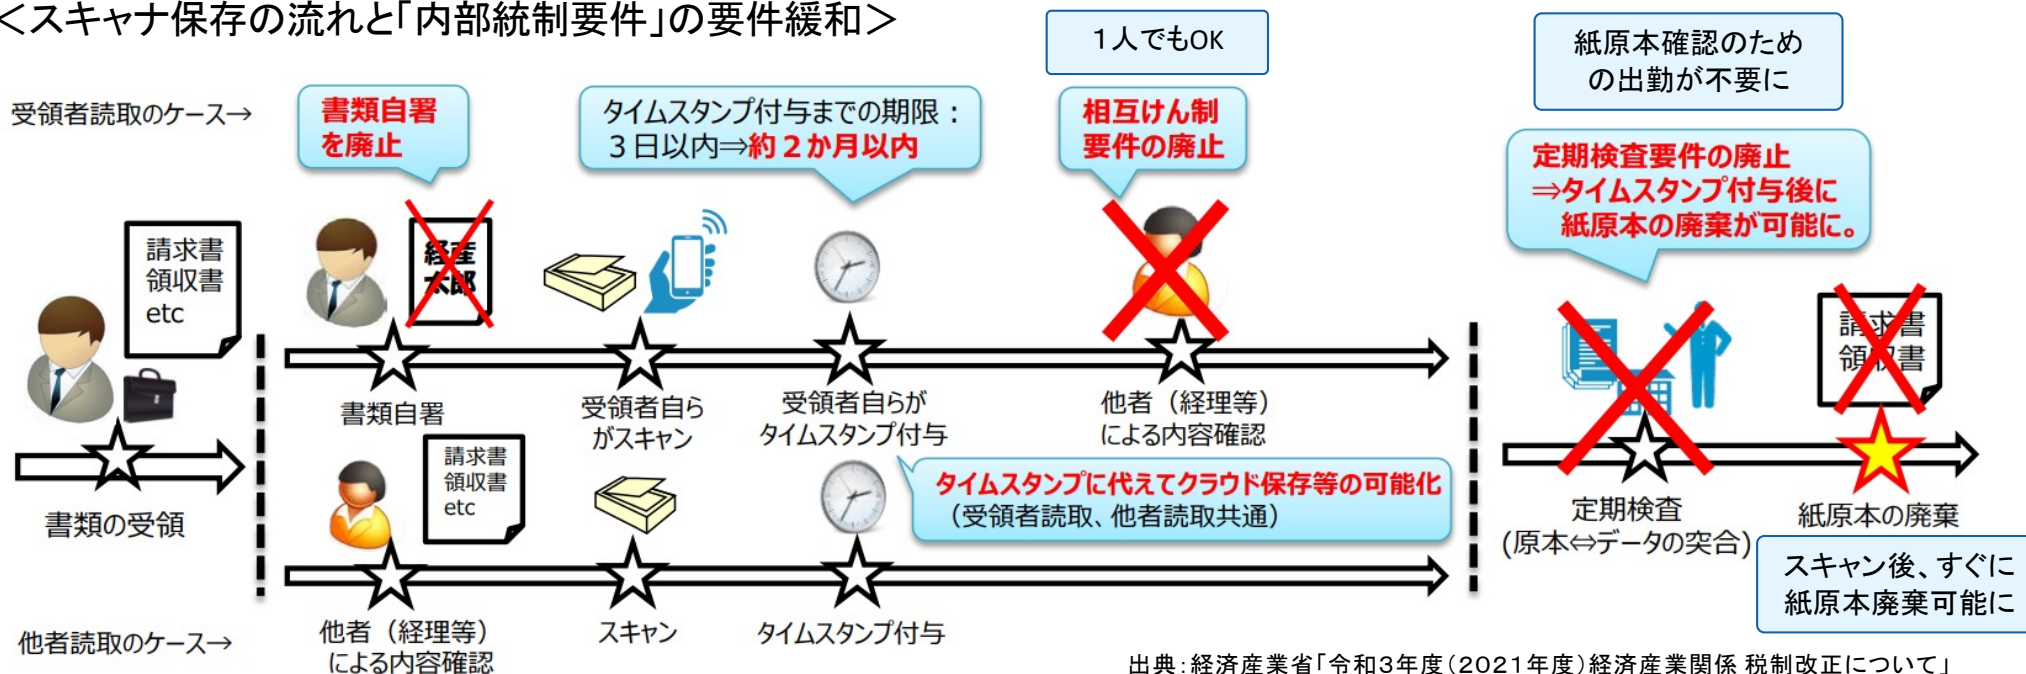 ＜スキャナ保存の流れと「内部統制要件」の要件緩和＞
1人でもOK
紙原本確認のため
の出勤が不要に
受領者読取のケース→
書類自署
を廃止
タイムスタンプ付与までの期限：
３日以内⇒約２か月以内
相互けん制
要件の廃止
定期検査要件の廃止
⇒タイムスタンプ付与後に
紙原本の廃棄が可能に。
請求書
領収書
etc
経産
太郎
請求書
領収書
書類自署
受領者自ら
がスキャン
受領者自らが
タイムスタンプ付与
他者（経理等）
による内容確認
書類の受領
請求書
領収書
etc
タイムスタンプに代えてクラウド保存等の可能化
（受領者読取、他者読取共通）
定期検査
(原本⇔データの突合)
紙原本の廃棄
スキャン後、すぐに
紙原本廃棄可能に
他者読取のケース→
他者（経理等）
による内容確認
スキャン
タイムスタンプ付与
出典：経済産業省「令和3年度（2021年度）経済産業関係 税制改正について」